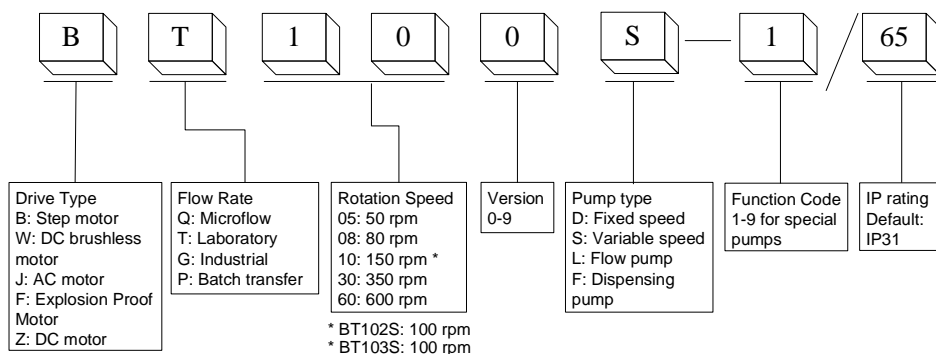 B T 1 0 0 S — 1 / 65
Drive Type
B: Step motor
W: DC brushless
motor
J: AC motor
F: Explosion Proof
Motor
Z: DC motor
Flow Rate
Q: Microflow
T: Laboratory
G: Industrial
P: Batch transfer
Rotation Speed
05: 50 rpm
08: 80 rpm
10: 150 rpm *
30: 350 rpm
60: 600 rpm
* BT102S: 100 rpm
* BT103S: 100 rpm
Version
0-9
Pump type
D: Fixed speed
S: Variable speed
L: Flow pump
F: Dispensing
pump
Function Code
1-9 for special
pumps
IP rating
Default:
IP31